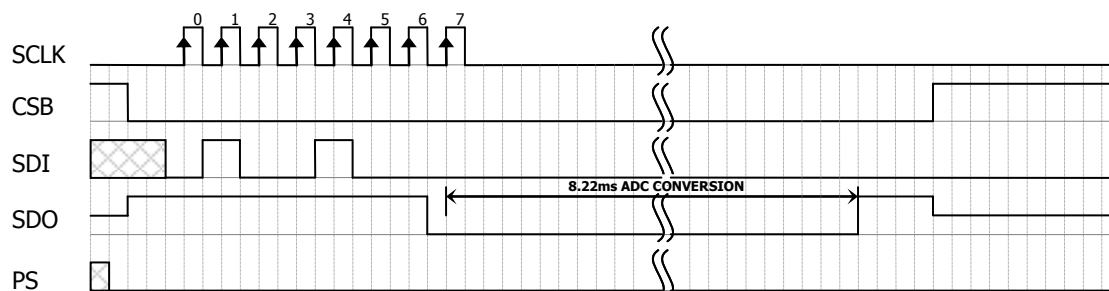 0 1 2 3 4 5 6 7
SCLK
CSB
SDI
8.22ms ADC CONVERSION
SDO
PS